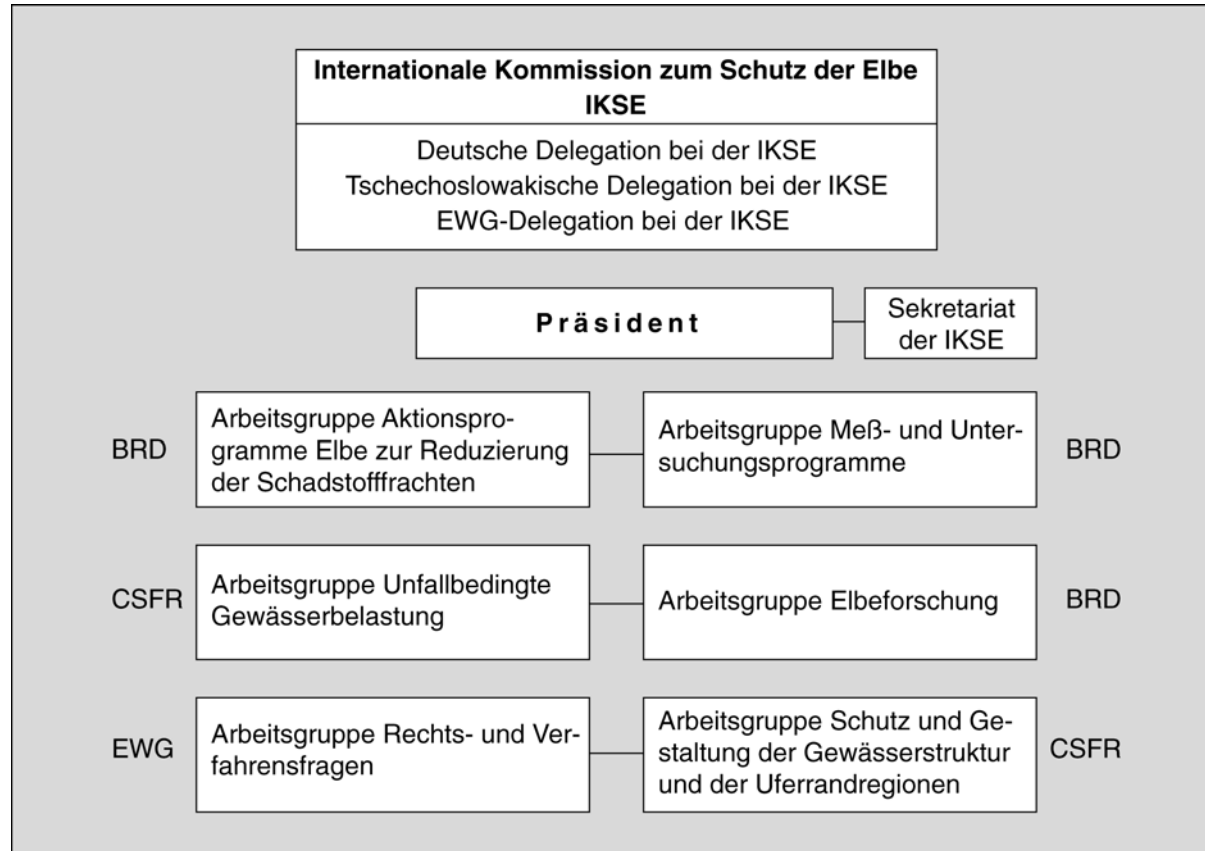 Internationale Kommission zum Schutz der Elbe
IKSE
Deutsche Delegation bei der IKSE
Tschechoslowakische Delegation bei der IKSE
EWG-Delegation bei der IKSE
Präsident
Sekretariat
der IKSE
BRD
Arbeitsgruppe Aktionspro-
gramme Elbe zur Reduzierung
der Schadstofffrachten
Arbeitsgruppe Meß- und Unter-
suchungsprogramme
BRD
CSFR
Arbeitsgruppe Unfallbedingte
Gewässerbelastung
Arbeitsgruppe Elbeforschung
BRD
EWG
Arbeitsgruppe Rechts- und Ver-
fahrensfragen
Arbeitsgruppe Schutz und Ge-
staltung der Gewässerstruktur
und der Uferrandregionen
CSFR